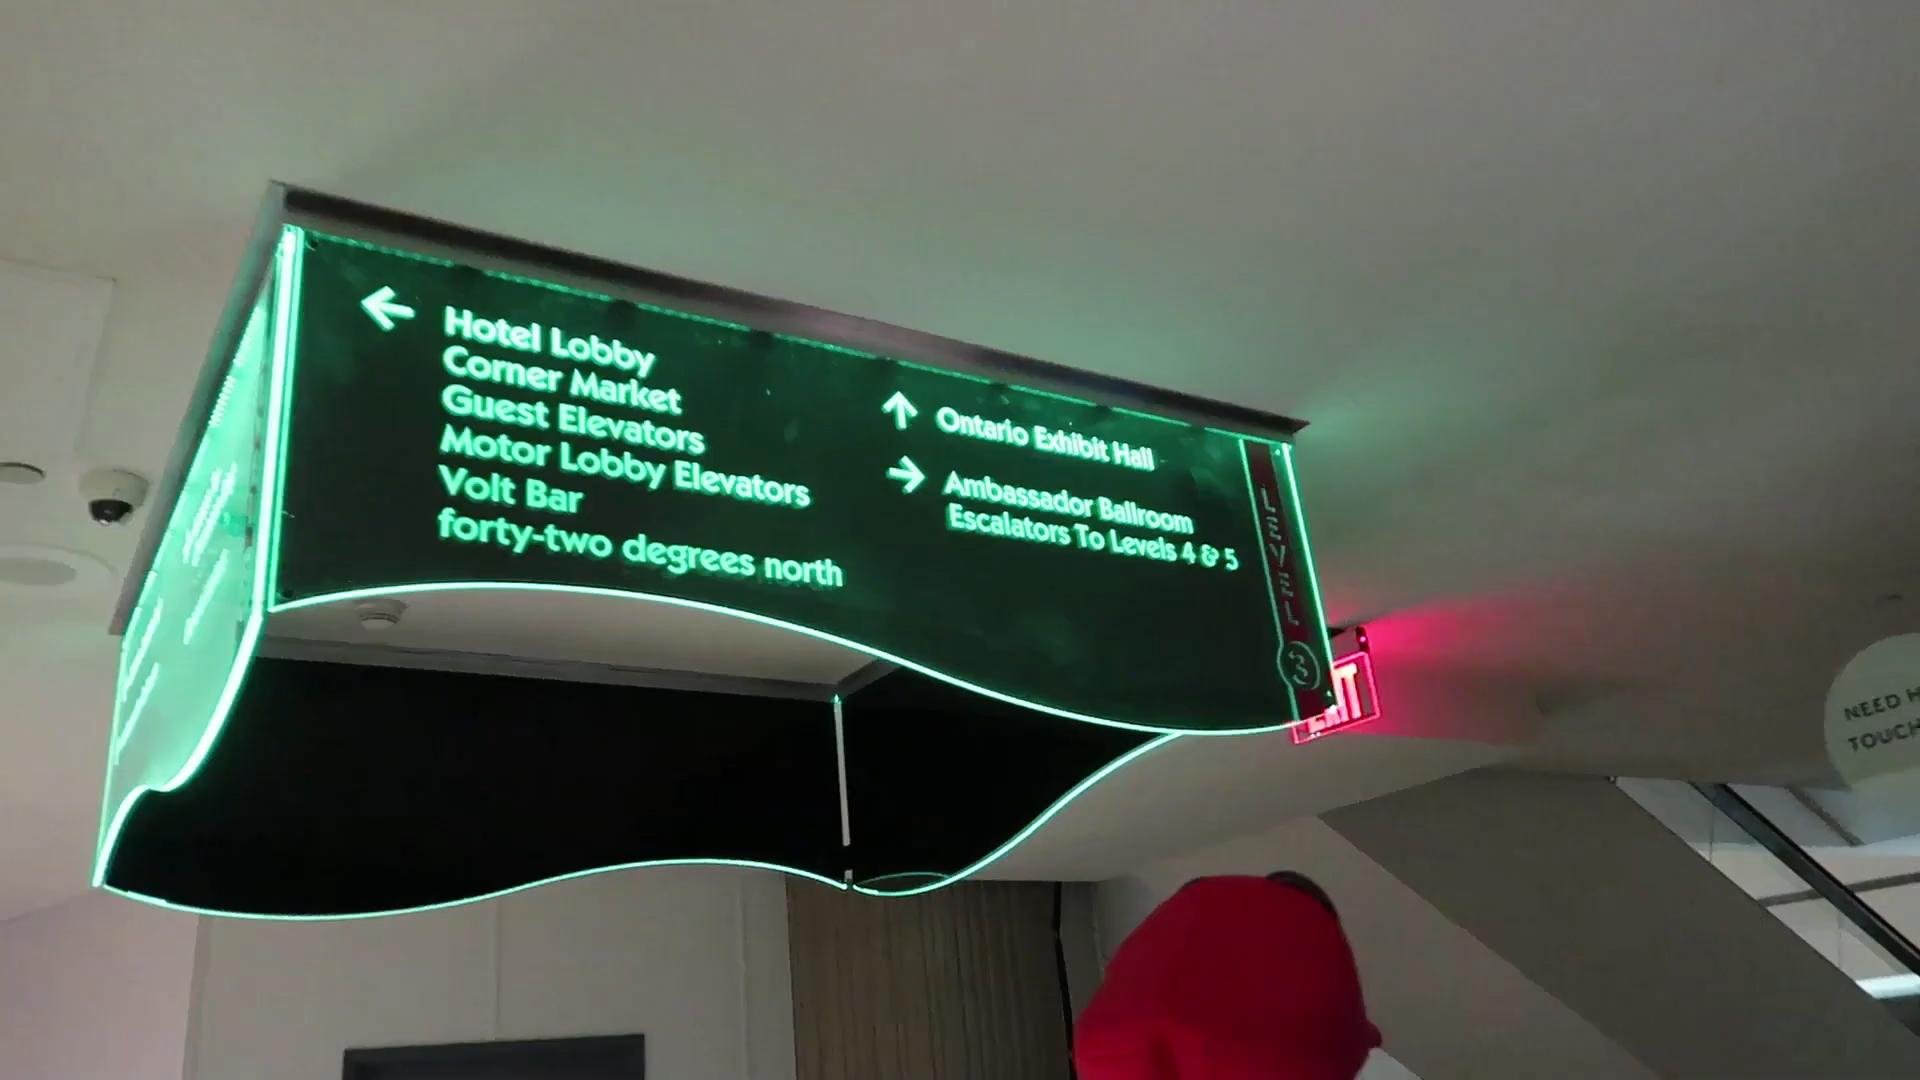 Hotel Lobby
Corner Market
Guest Elevators
Motor Lobby Elevators
Volt Bar
forty-two degrees north
Ontario Exhibit Hall
Ambassador Ballroom
Escalators To Levels 4 & 5
LEVEL
3
EXIT
NEED
TOUCH